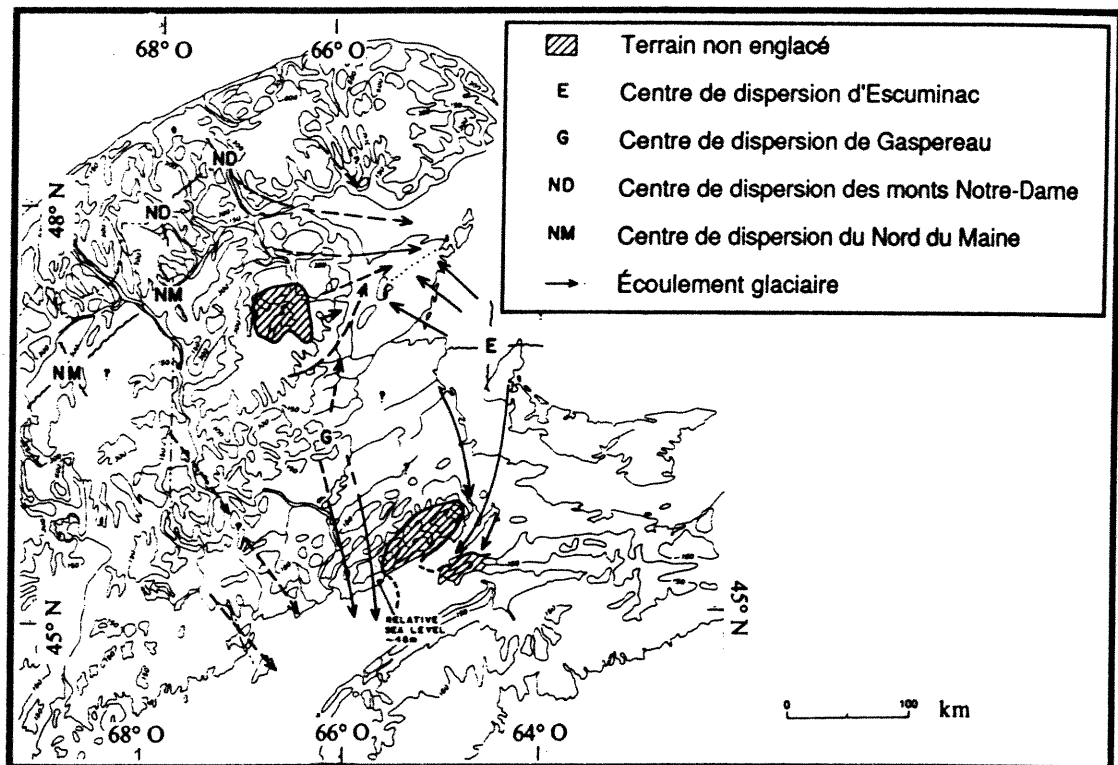 68° O
66° O
Terrain non englacé
E Centre de dispersion d'Escuminac
G Centre de dispersion de Gaspereau
ND Centre de dispersion des monts Notre-Dame
NM Centre de dispersion du Nord du Maine
Écoulement glaciaire
48° N
ND
ND
NM
NM
?
E
?
G
RELATIVE
SEA LEVEL
~48m
45° N
45° N
0 100 km
68° O
66° O
64° O